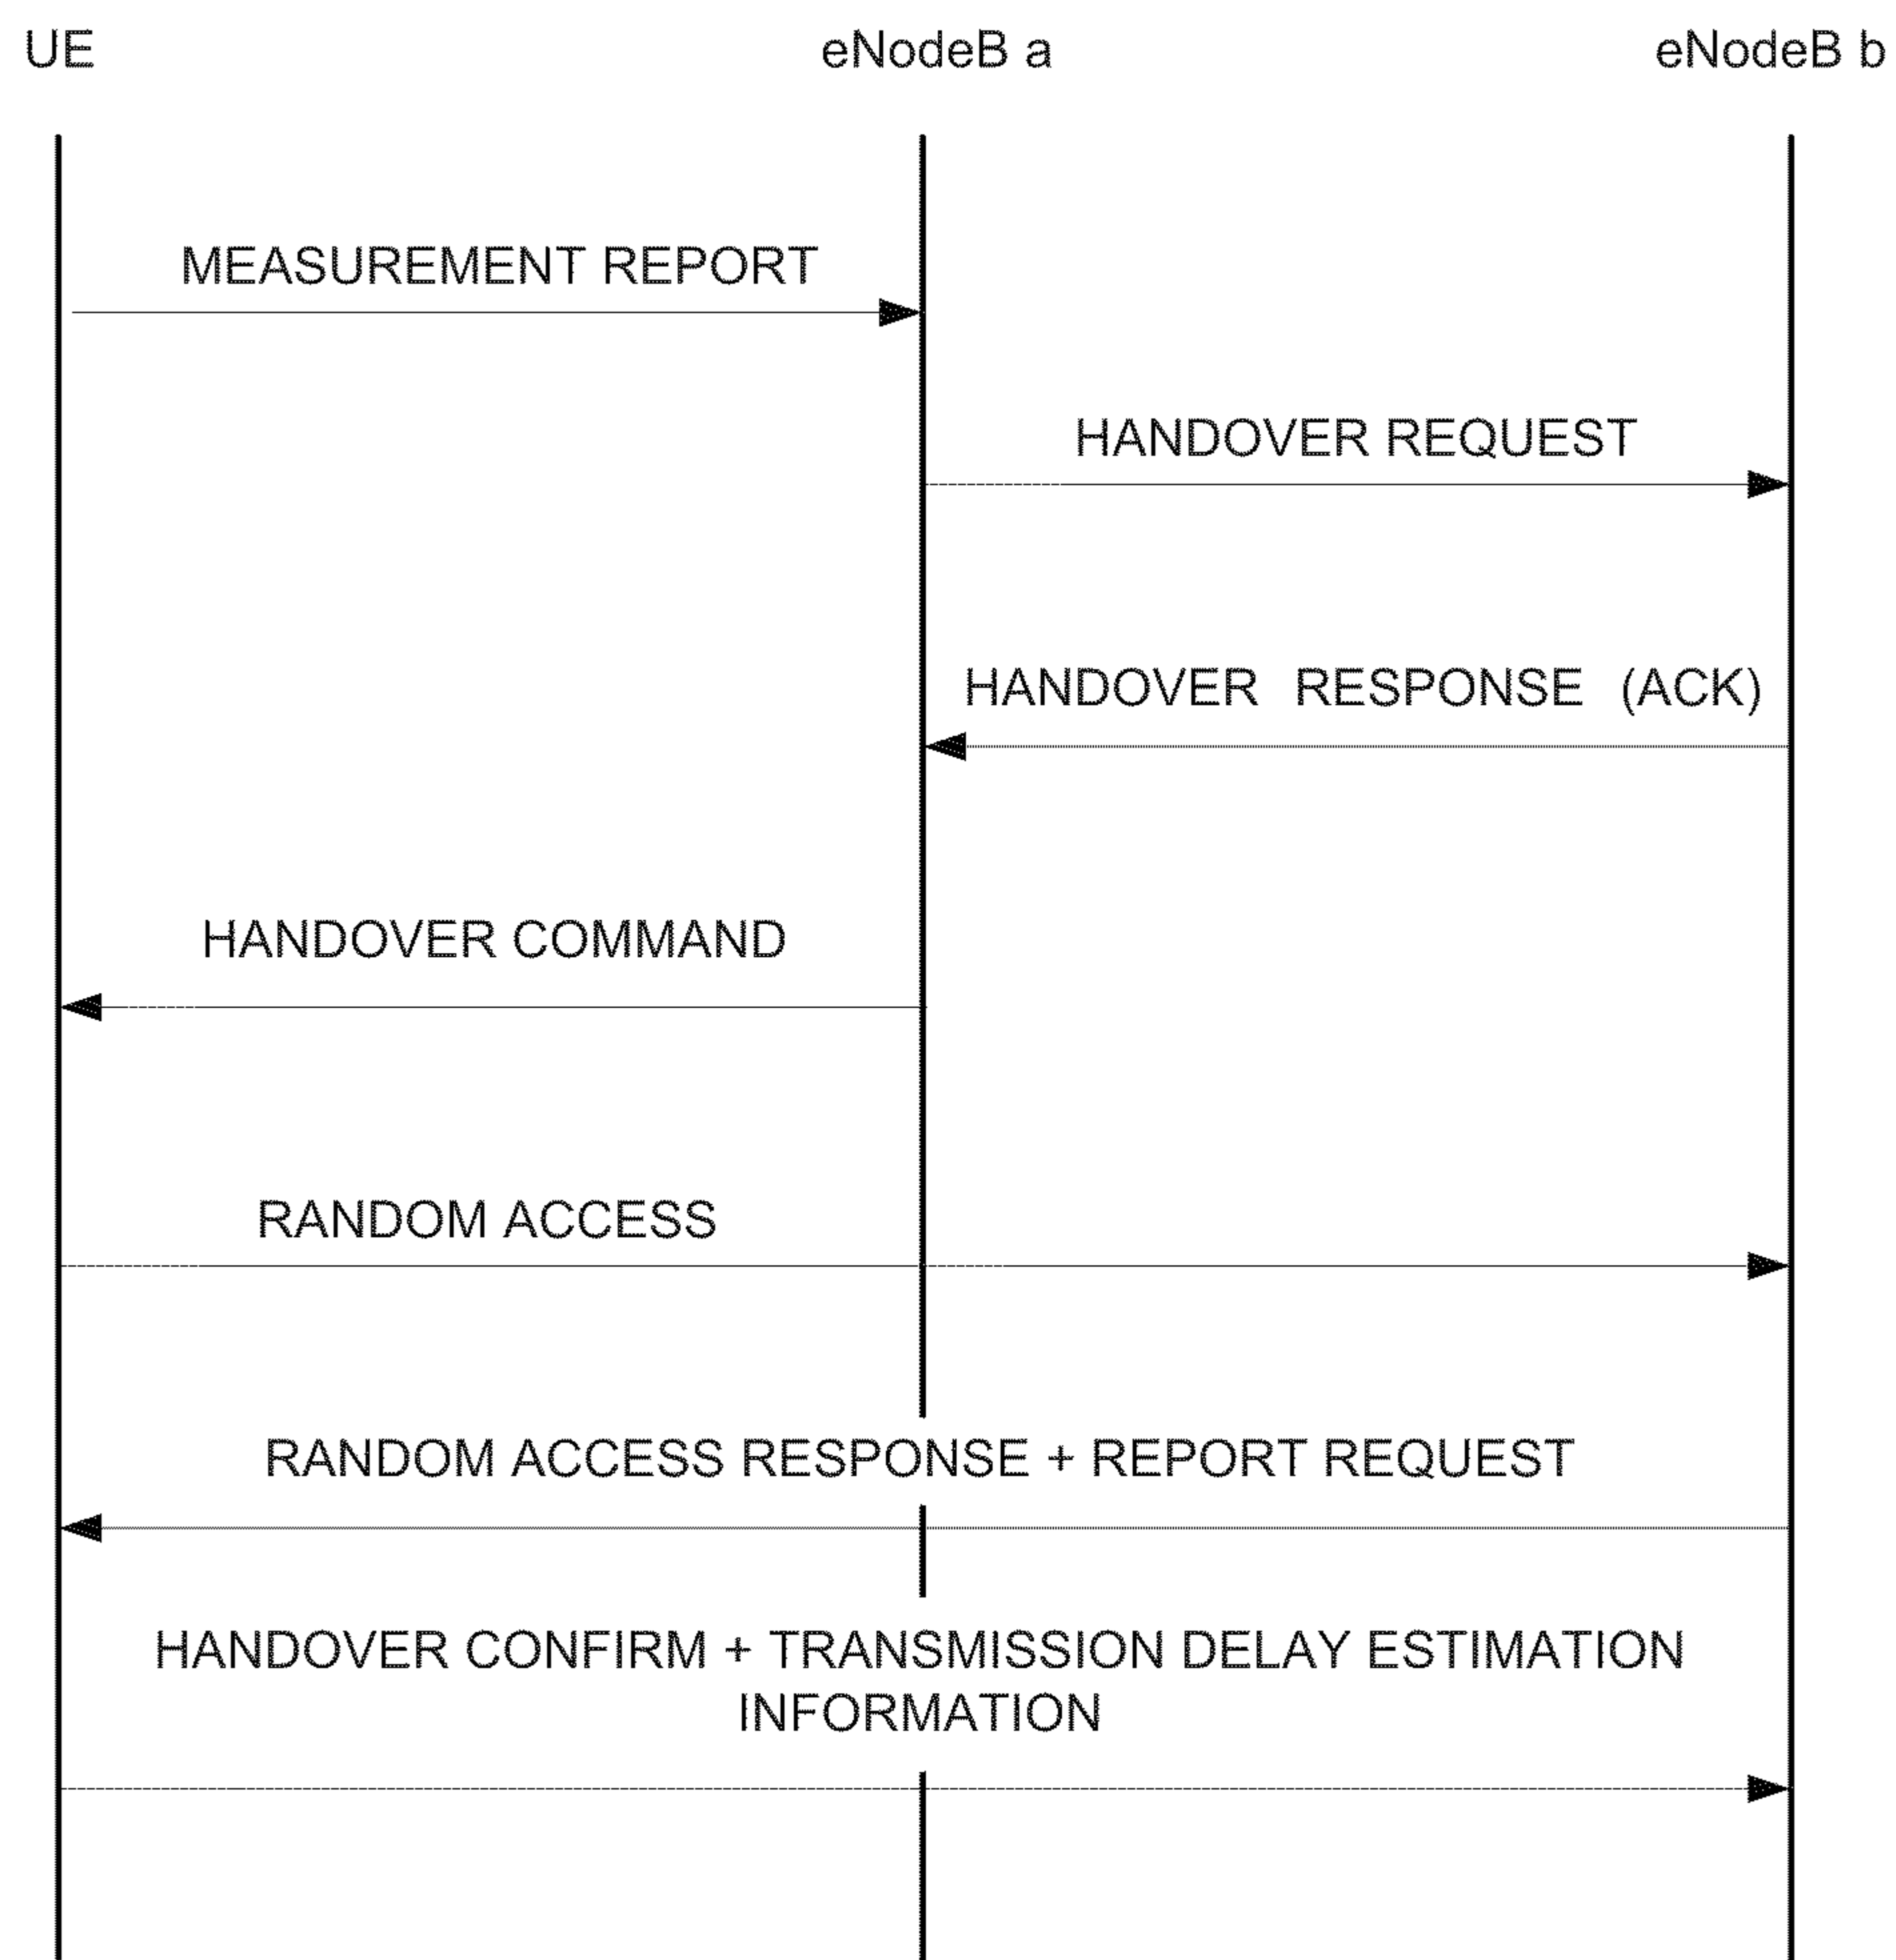 UE
eNodeB a
eNodeB b
MEASUREMENT REPORT
HANDOVER REQUEST
HANDOVER RESPONSE (ACK)
HANDOVER COMMAND
RANDOM ACCESS
RANDOM ACCESS RESPONSE + REPORT REQUEST
HANDOVER CONFIRM + TRANSMISSION DELAY ESTIMATION
INFORMATION